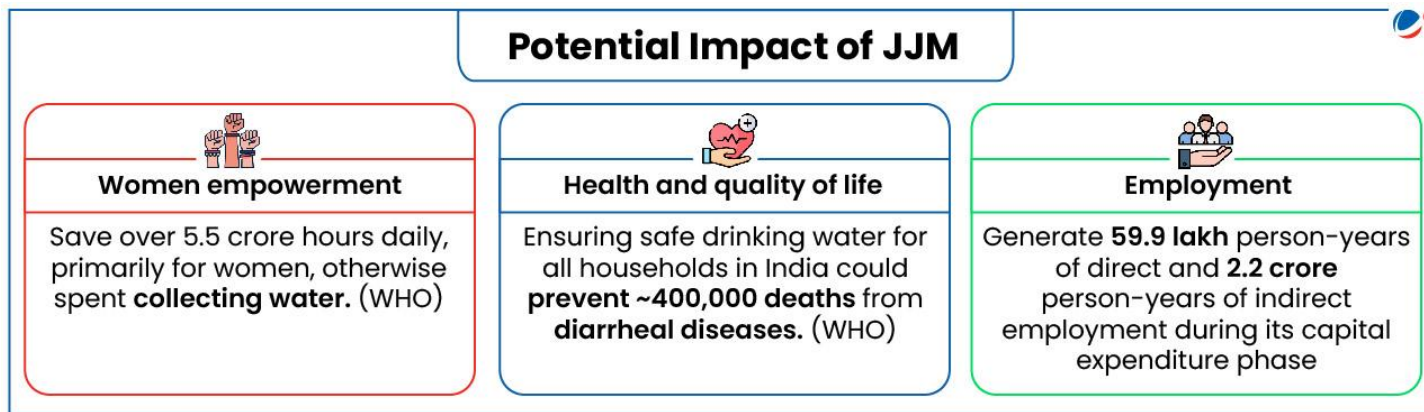 Potential Impact of JJM
Women empowerment
Save over 5.5 crore hours daily,
primarily for women, otherwise
spent collecting water. (WHO)
Health and quality of life
Ensuring safe drinking water for
all households in India could
prevent ~400,000 deaths from
diarrheal diseases. (WHO)
Employment
Generate 59.9 lakh person-years
of direct and 2.2 crore
person-years of indirect
employment during its capital
expenditure phase